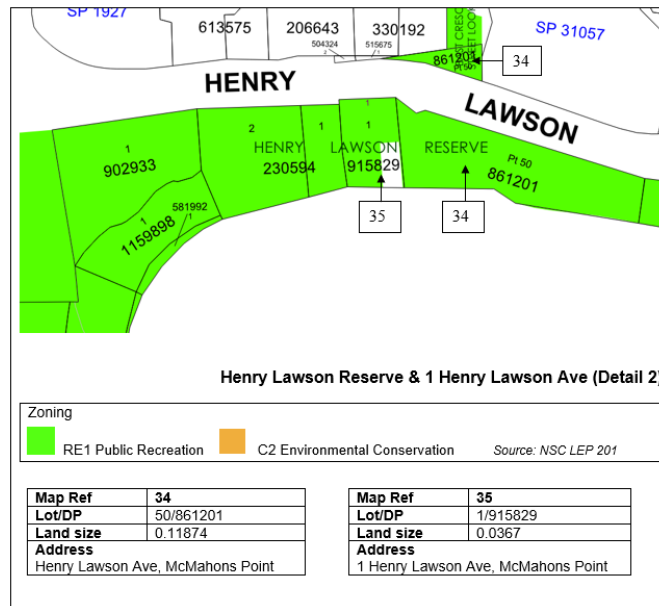 SP 1927
613575
206643
330192
504324
2
515675
1
861201
34
SP 31057
HENRY
LAWSON
1
902933
2
HENRY
230594
1
1
1
LAWSON
915829
RESERVE
Pt 50
861201
581992
1
1
1159898
35
34
Henry Lawson Reserve & 1 Henry Lawson Ave (Detail 2)
Zoning
RE1 Public Recreation
C2 Environmental Conservation
Source: NSC LEP 201
Map Ref 34
Lot/DP 50/861201
Land size 0.11874
Address
Henry Lawson Ave, McMahons Point
Map Ref 35
Lot/DP 1/915829
Land size 0.0367
Address
1 Henry Lawson Ave, McMahons Point